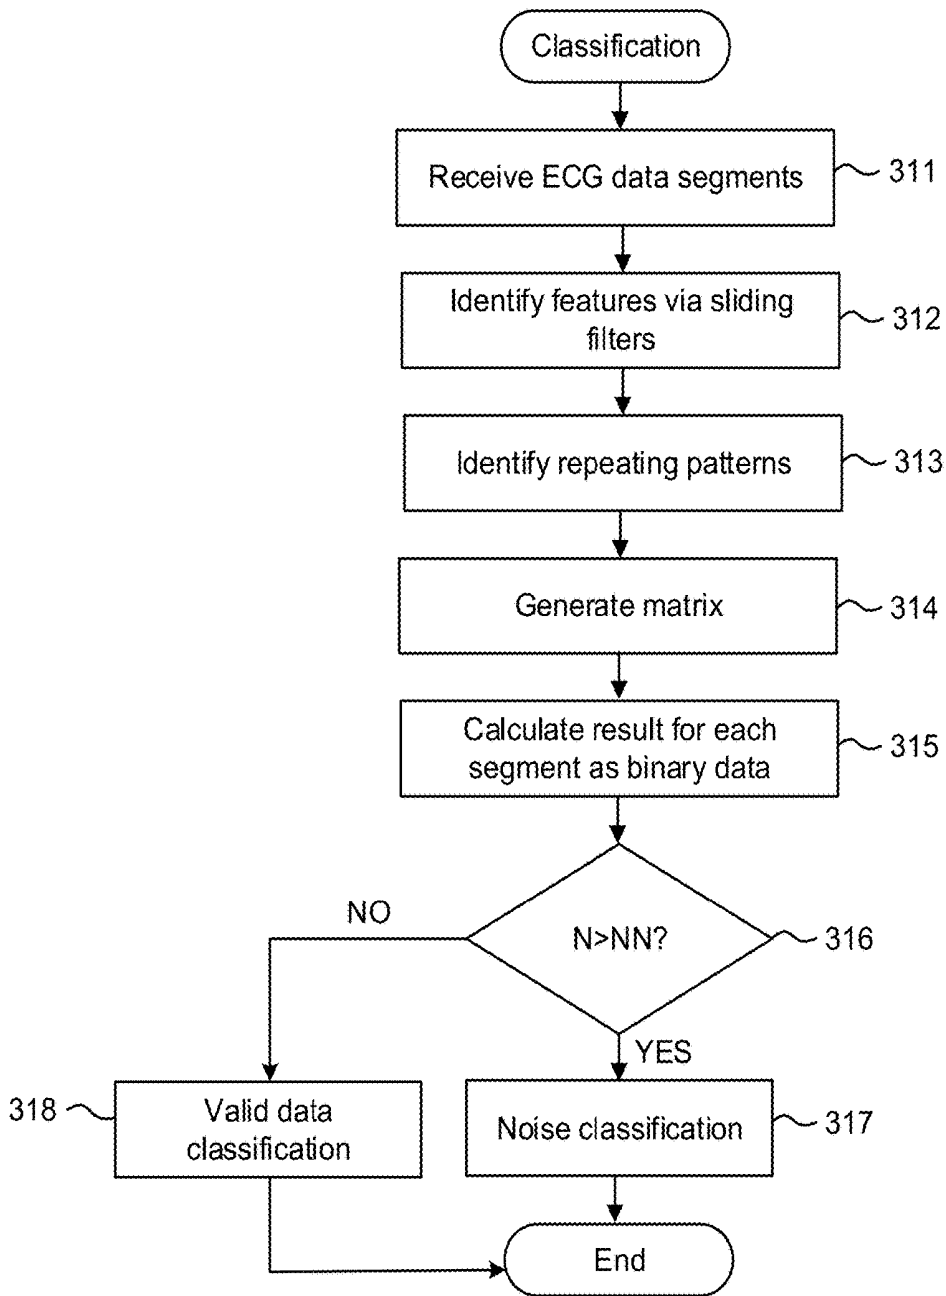 Classification
Receive ECG data segments
311
Identify features via sliding
filters
312
Identify repeating patterns
313
Generate matrix
314
Calculate result for each
segment as binary data
315
N>NN?
316
NO
YES
318
Valid data
classification
Noise classification
317
End